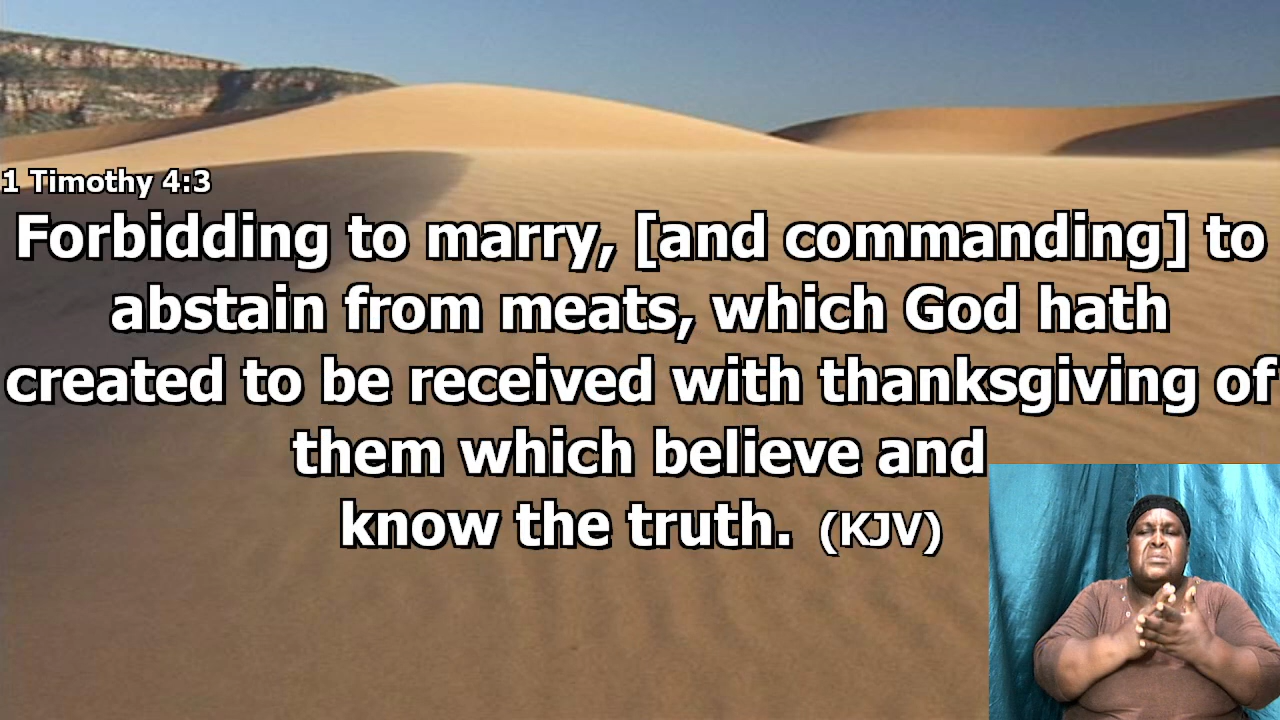 1 Timothy 4:3
Forbidding to marry, [and commanding] to
abstain from meats, which God hath
created to be received with thanksgiving of
them which believe and
know the truth. (KJV)